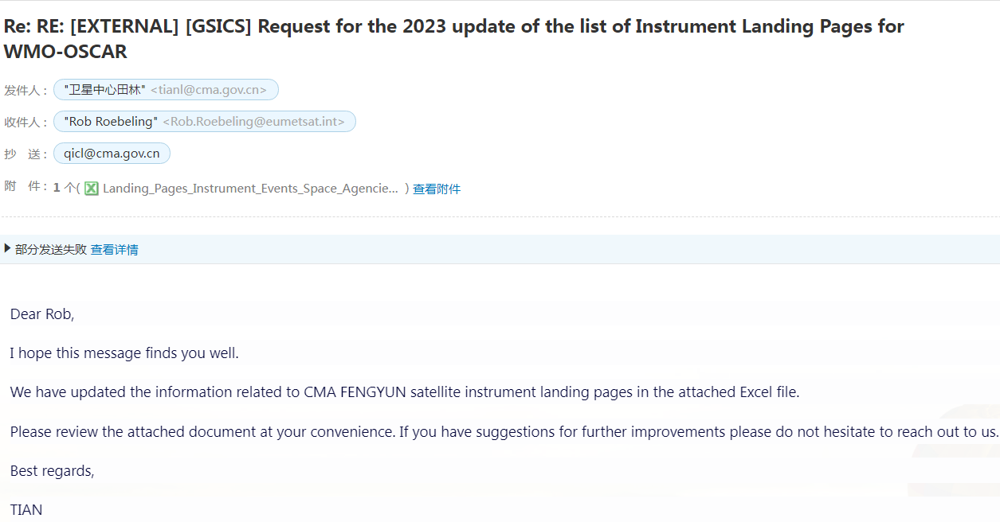 Re: RE: [EXTERNAL] [GSICS] Request for the 2023 update of the list of Instrument Landing Pages for
WMO-OSCAR
发件人： "卫星中心田林" <tianl@cma.gov.cn>
收件人： "Rob Roebeling" <Rob.Roebeling@eumetsat.int>
抄 送： qicl@cma.gov.cn
附 件： 1 个( Landing_Pages_Instrument_Events_Space_Agencie... ) 查看附件
部分发送失败 查看详情
Dear Rob,
I hope this message finds you well.
We have updated the information related to CMA FENGYUN satellite instrument landing pages in the attached Excel file.
Please review the attached document at your convenience. If you have suggestions for further improvements please do not hesitate to reach out to us.
Best regards,
TIAN